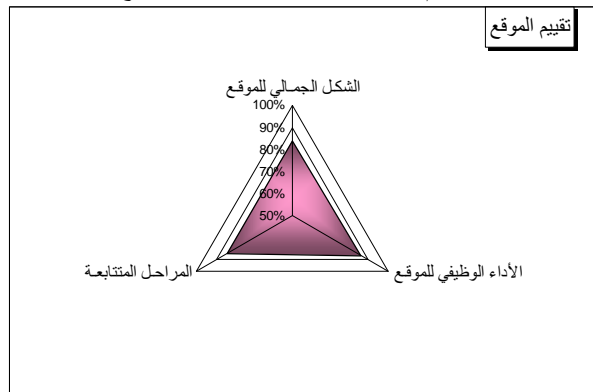 تقييم الموقع
الشكل الجمالي للموقع
100%
90%
80%
70%
60%
50%
المراحل المتتابعة
الأداء الوظيفي للموقع